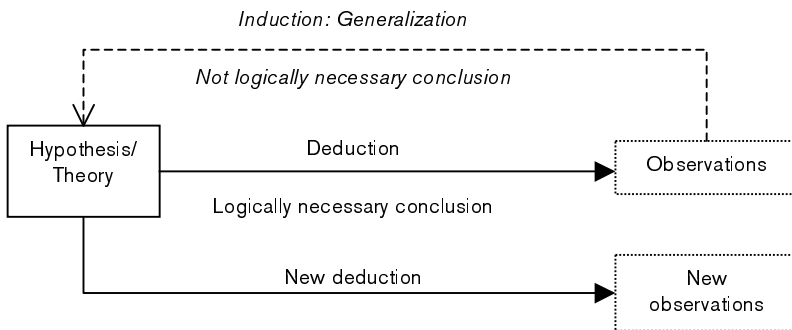 Induction: Generalization
Not logically necessary conclusion
Hypothesis/
Theory
Deduction
Observations
Logically necessary conclusion
New deduction
New
observations